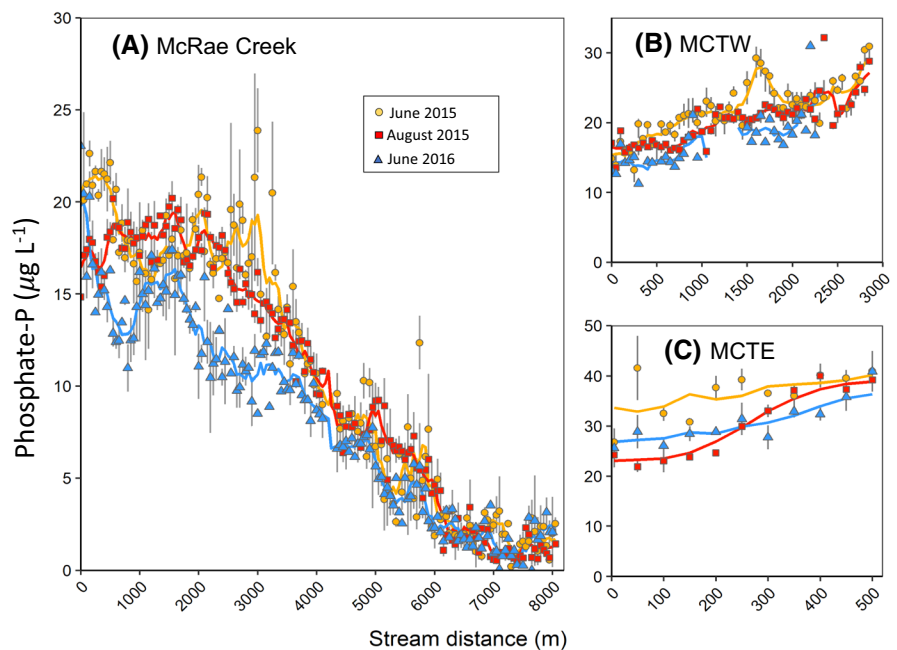 (A) McRae Creek
June 2015
August 2015
June 2016
Phosphate-P (μg L-1)
30
25
20
15
10
5
0
0 1000 2000 3000 4000 5000 6000 7000 8000
(B) MCTW
30
20
10
0
0 500 1000 1500 2000 2500 3000
(C) MCTE
50
40
30
20
10
0
0 100 200 300 400 500
Stream distance (m)